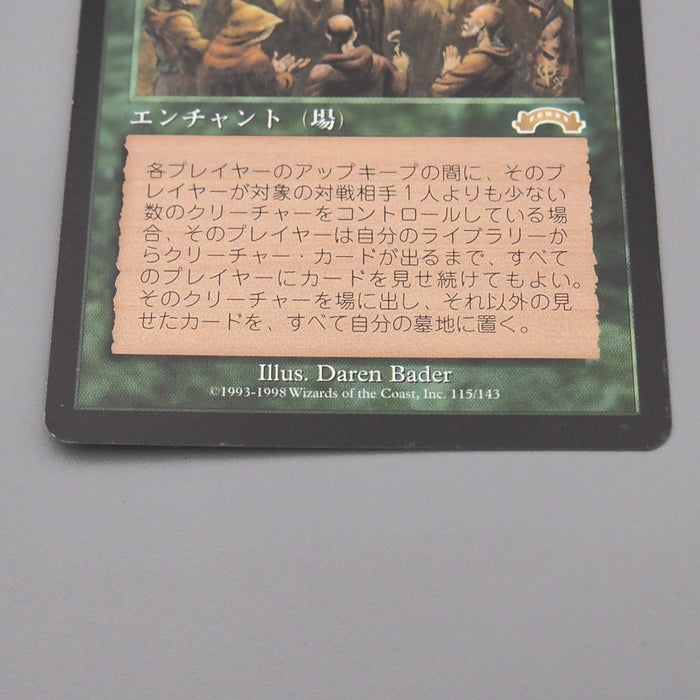 エンチャント（場）
各プレイヤーのアップキープの間に、そのプ
レイヤーが対象の対戦相手１人よりも少ない
数のクリーチャーをコントロールしている場
合、そのプレイヤーは自分のライブラリーか
らクリーチャー・カードが出るまで、すべて
のプレイヤーにカードを見せ続けてもよい。
そのクリーチャーを場に出し、それ以外の見
せたカードを、すべて自分の墓地に置く。
Illus. Daren Bader
©1993-1998 Wizards of the Coast, Inc. 115/143